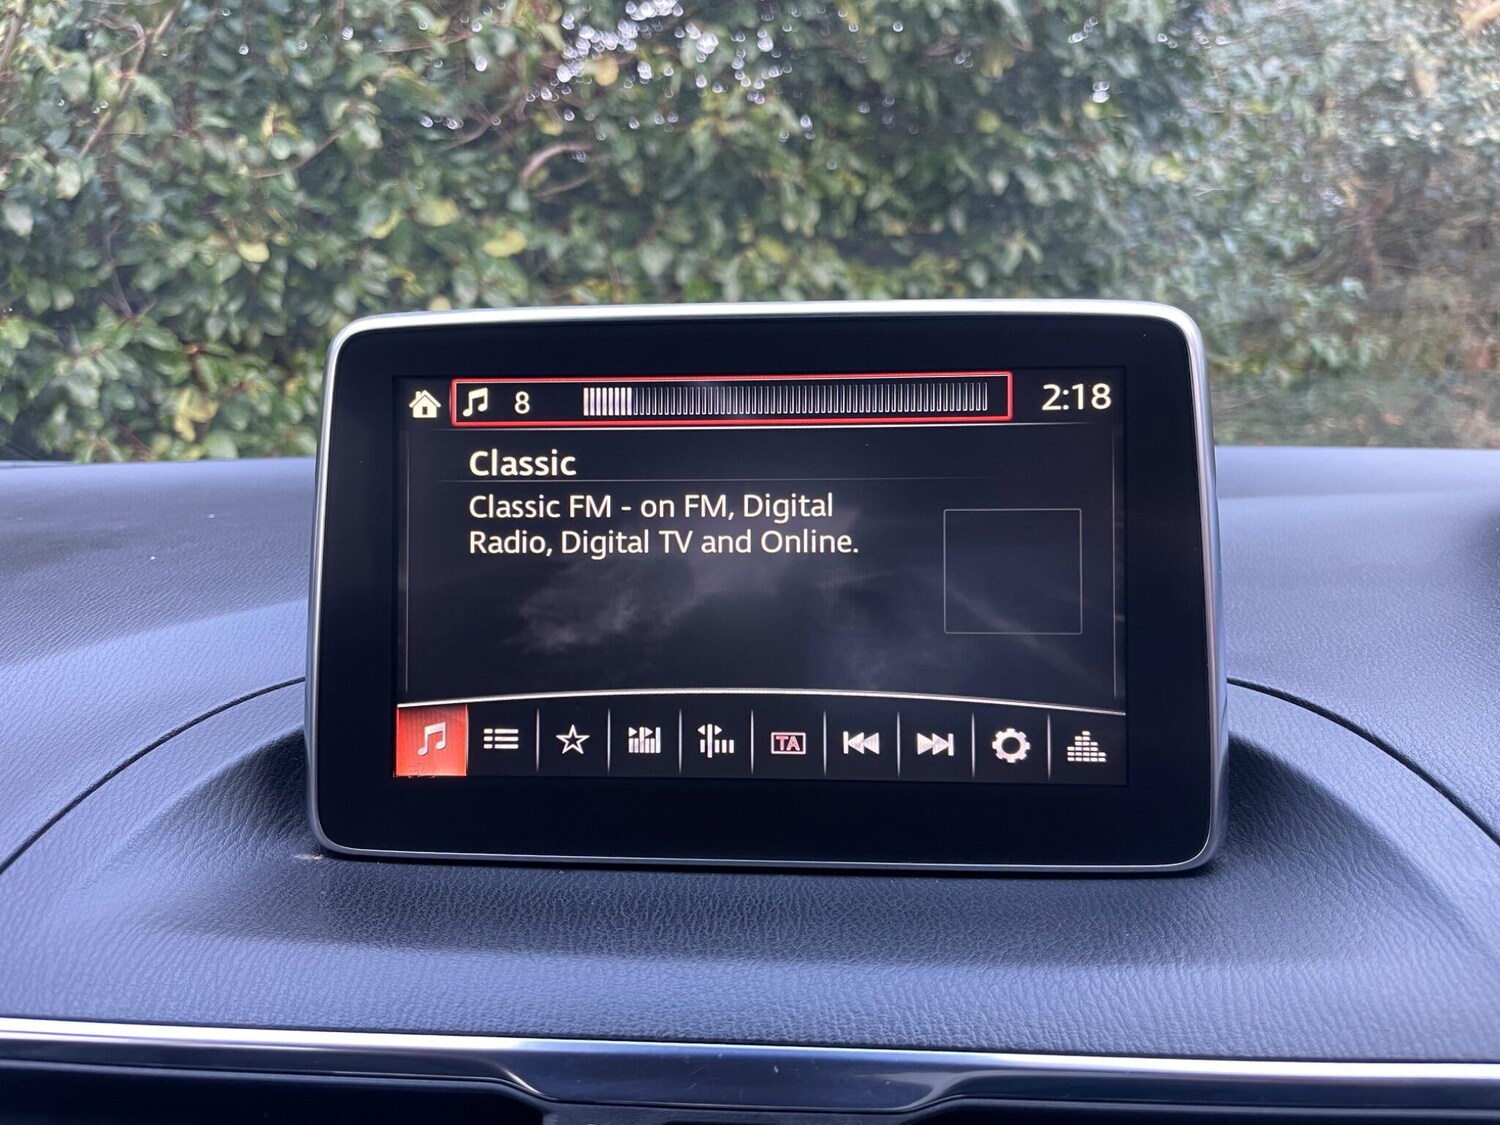 8
2:18
Classic
Classic FM - on FM, Digital
Radio, Digital TV and Online.
TA